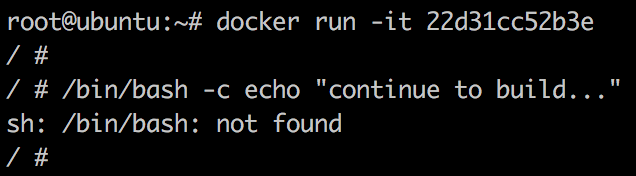 root@ubuntu:~# docker run -it 22d31cc52b3e
/ #
/ # /bin/bash -c echo "continue to build..."
sh: /bin/bash: not found
/ #